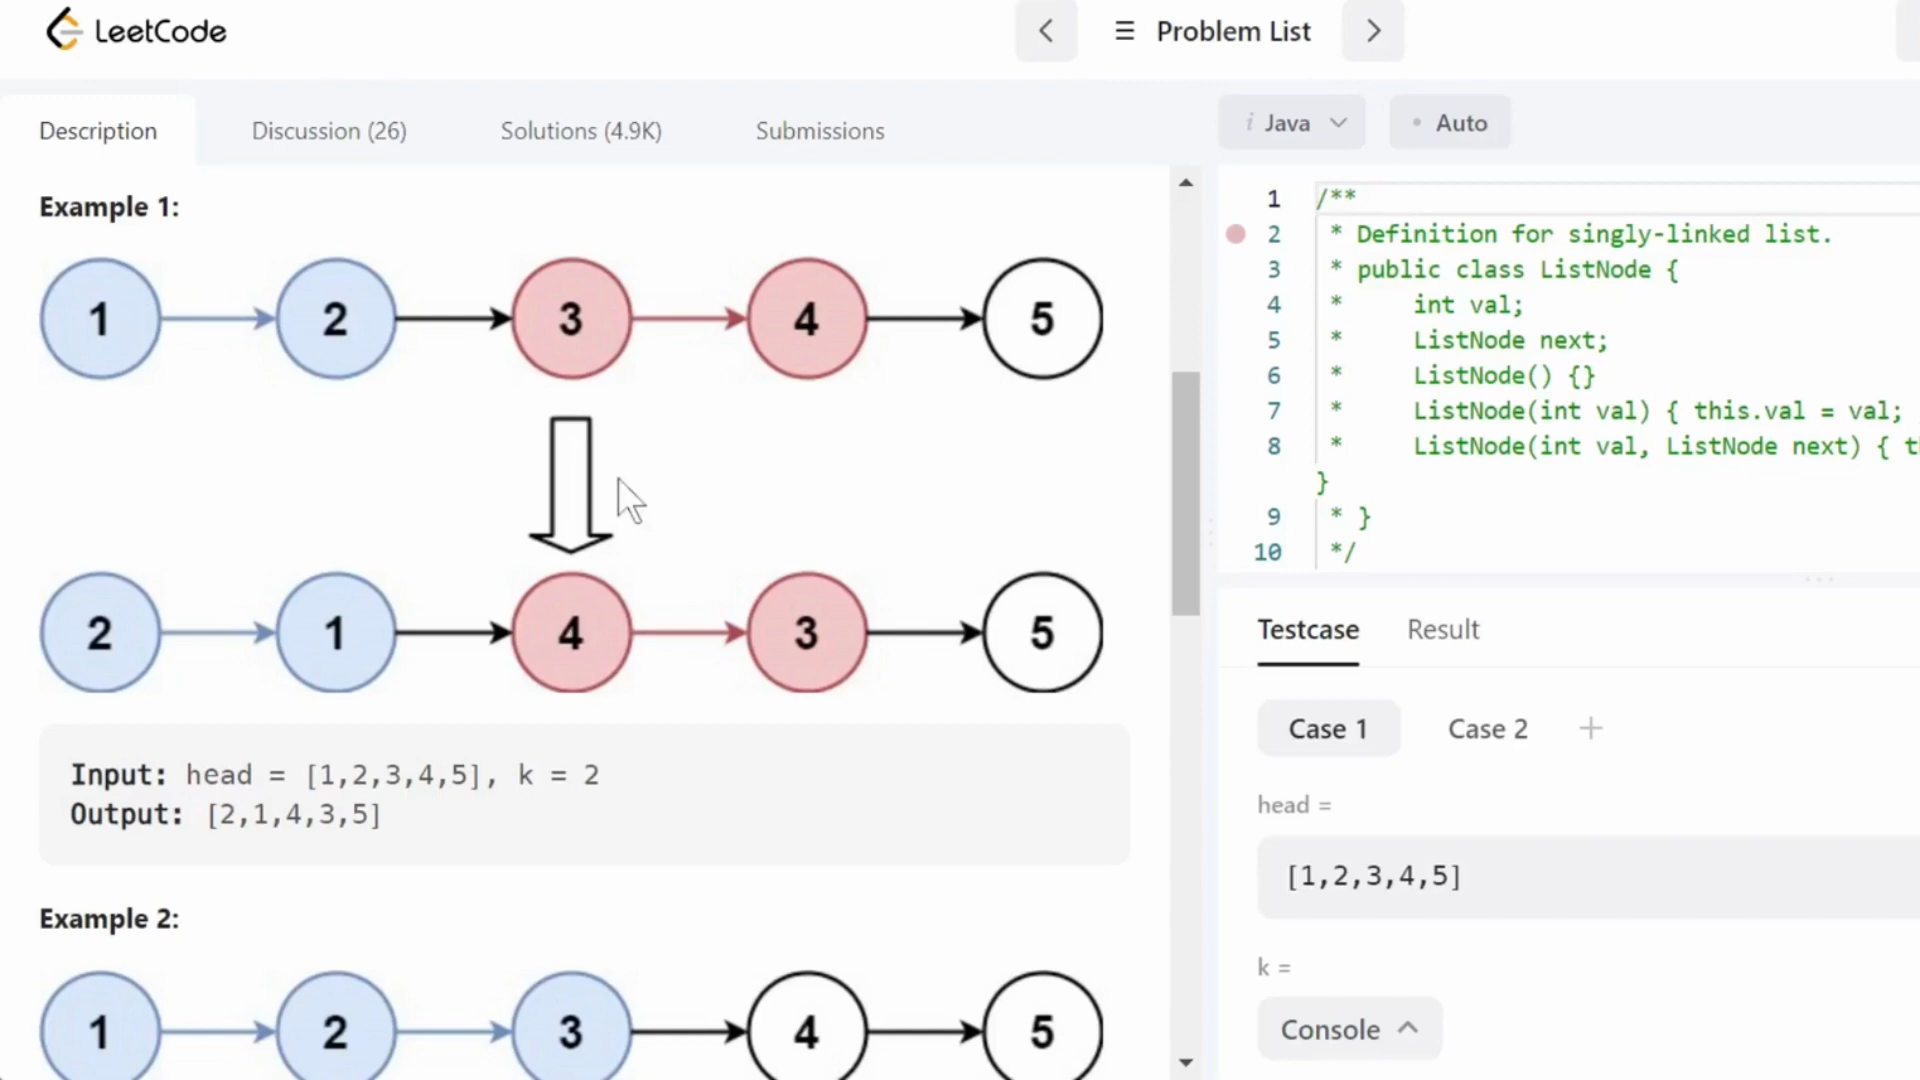 LeetCode
Problem List
Description
Discussion (26)
Solutions (4.9K)
Submissions
Example 1:
1 2 3 4 5
2 1 4 3 5
Input: head = [1,2,3,4,5], k = 2
Output: [2,1,4,3,5]
Example 2:
1 2 3 4 5
i Java
• Auto
1 /**
2 * Definition for singly-linked list.
3 * public class ListNode {
4 *     int val;
5 *     ListNode next;
6 *     ListNode() {}
7 *     ListNode(int val) { this.val = val;
8 *     ListNode(int val, ListNode next) { t
}
9 * }
10 */
Testcase
Result
Case 1
Case 2
+
head =
[1,2,3,4,5]
k =
Console